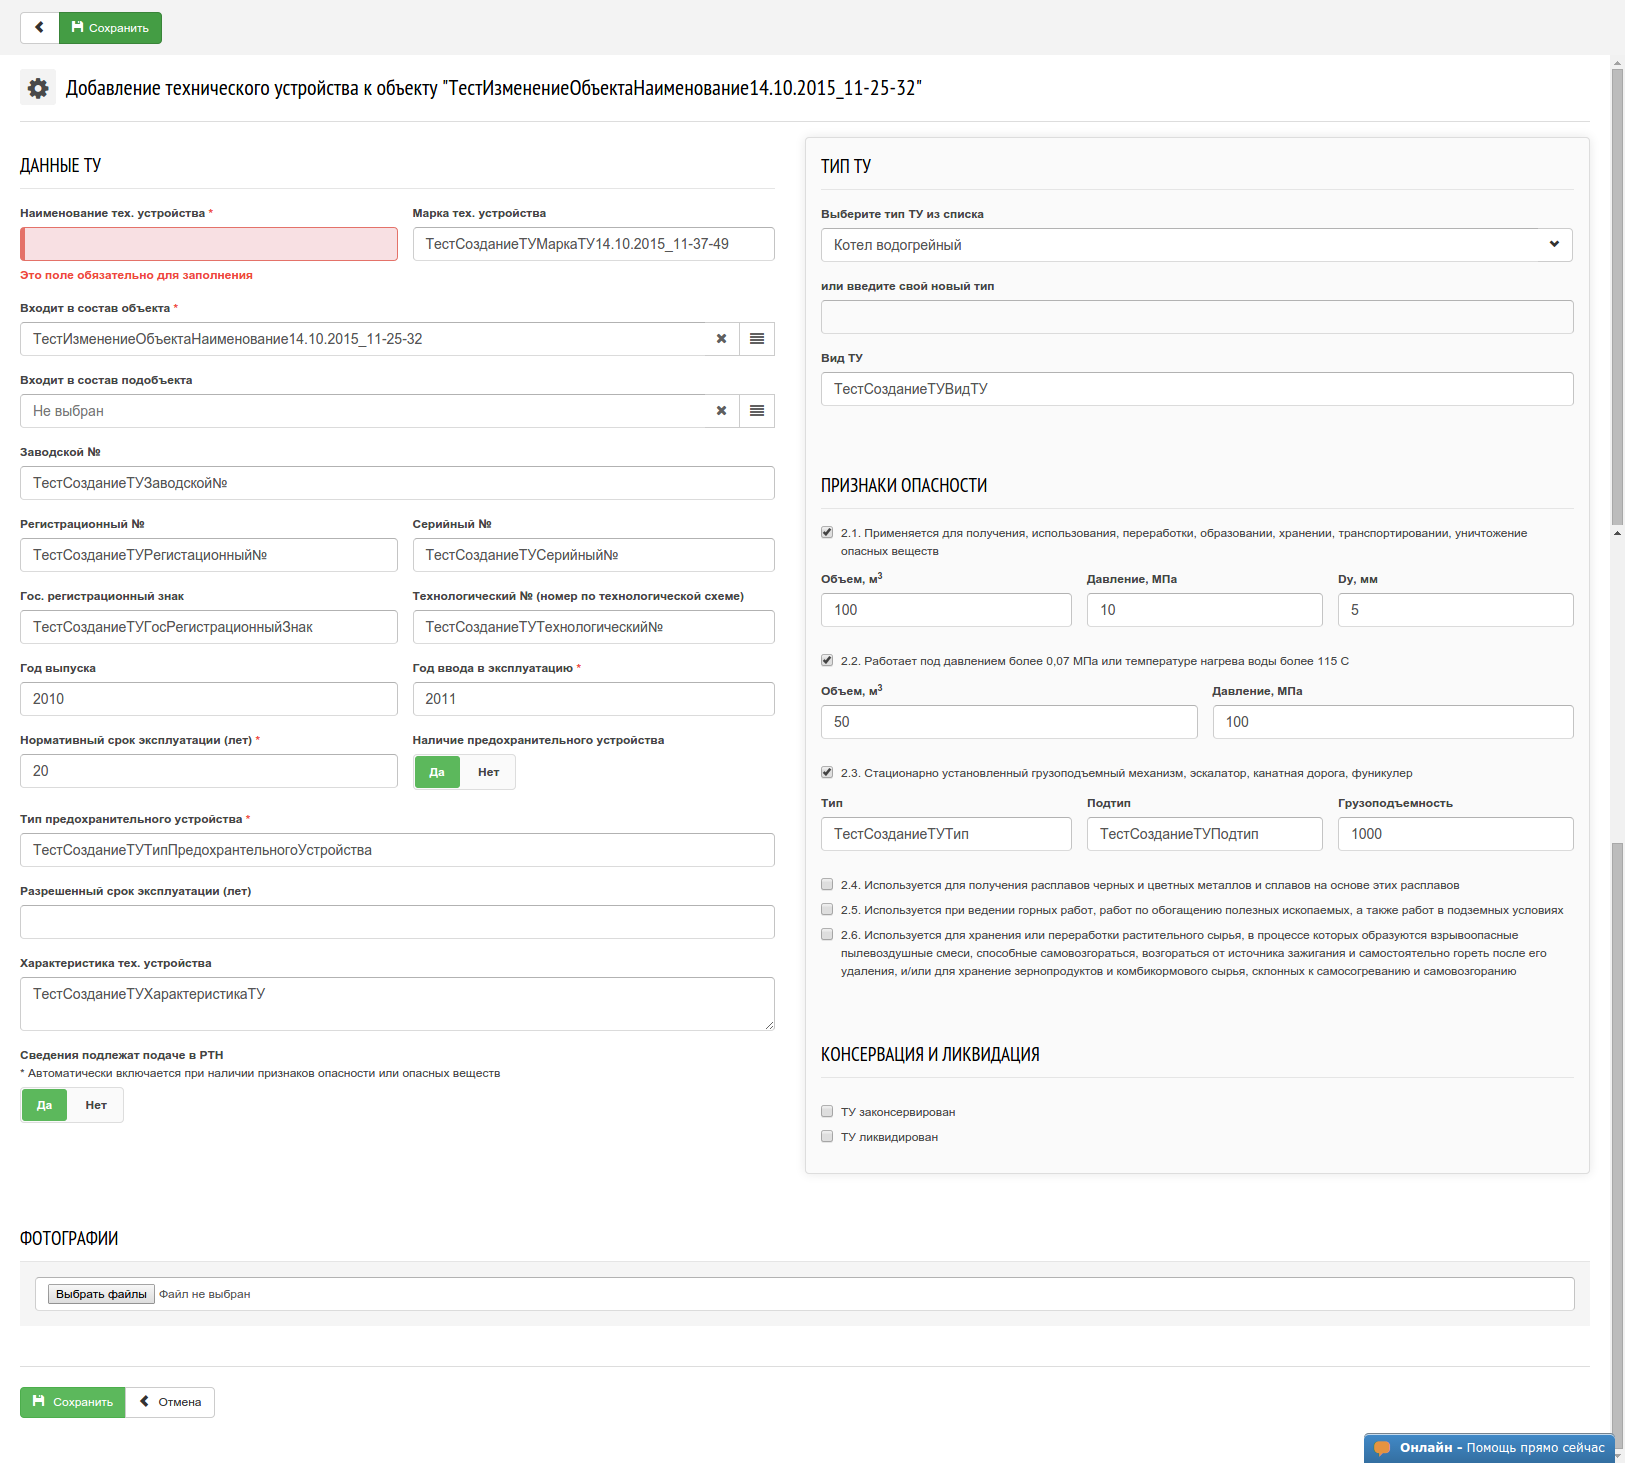 Сохранить
Добавление технического устройства к объекту "ТестИзменениеОбъектаНаименование14.10.2015_11-25-32"
ДАННЫЕ ТУ
Наименование тех. устройства *
Марка тех. устройства
ТестСозданиеТУМаркаТУ14.10.2015_11-37-49
Это поле обязательно для заполнения
Входит в состав объекта *
ТестИзменениеОбъектаНаименование14.10.2015_11-25-32
Входит в состав подобъекта
Не выбран
Заводской №
ТестСозданиеТУЗаводской№
Регистрационный №
Серийный №
ТестСозданиеТУРегистационный№
ТестСозданиеТУСерийный№
Гос. регистрационный знак
Технологический № (номер по технологической схеме)
ТестСозданиеТУГосРегистрационныйЗнак
ТестСозданиеТУТехнологический№
Год выпуска
Год ввода в эксплуатацию *
2010
2011
Нормативный срок эксплуатации (лет) *
Наличие предохранительного устройства
20
Да Нет
Тип предохранительного устройства *
ТестСозданиеТУТипПредохрантельногоУстройства
Разрешенный срок эксплуатации (лет)
Характеристика тех. устройства
ТестСозданиеТУХарактеристикаТУ
Сведения подлежат подаче в РТН
* Автоматически включается при наличии признаков опасности или опасных веществ
Да Нет
ТИП ТУ
Выберите тип ТУ из списка
Котел водогрейный
или введите свой новый тип
Вид ТУ
ТестСозданиеТУВидТУ
ПРИЗНАКИ ОПАСНОСТИ
2.1. Применяется для получения, использования, переработки, образовании, хранении, транспортировании, уничтожение
опасных веществ
Объем, м³
Давление, МПа
Dy, мм
100
10
5
2.2. Работает под давлением более 0,07 МПа или температуре нагрева воды более 115 С
Объем, м³
Давление, МПа
50
100
2.3. Стационарно установленный грузоподъемный механизм, эскалатор, канатная дорога, фуникулер
Тип
Подтип
Грузоподъемность
ТестСозданиеТУТип
ТестСозданиеТУПодтип
1000
2.4. Используется для получения расплавов черных и цветных металлов и сплавов на основе этих расплавов
2.5. Используется при ведении горных работ, работ по обогащению полезных ископаемых, а также работ в подземных условиях
2.6. Используется для хранения или переработки растительного сырья, в процессе которых образуются взрывоопасные
пылевоздушные смеси, способные самовозгораться, возгораться от источника зажигания и самостоятельно гореть после его
удаления, и/или для хранение зернопродуктов и комбикормового сырья, склонных к самосогреванию и самовозгоранию
КОНСЕРВАЦИЯ И ЛИКВИДАЦИЯ
ТУ законсервирован
ТУ ликвидирован
ФОТОГРАФИИ
Выбрать файлы Файл не выбран
Сохранить
Отмена
Онлайн - Помощь прямо сейчас